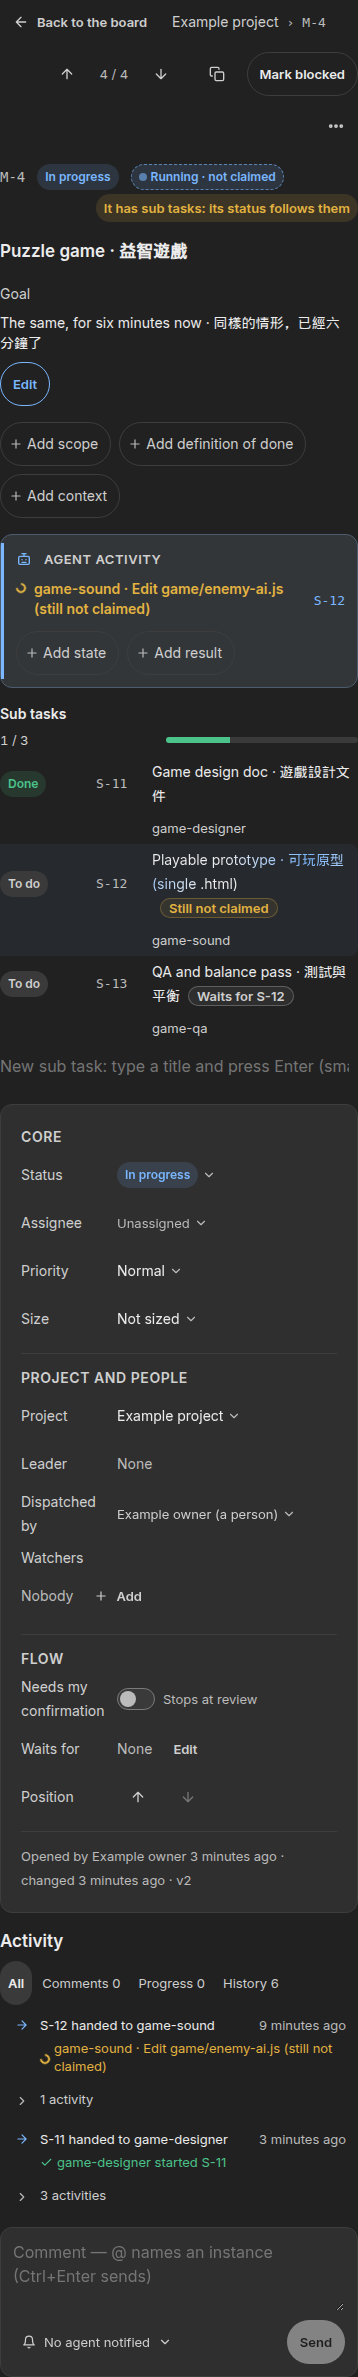 Back to the board Example project › M-4
4 / 4 Mark blocked
M-4 In progress Running · not claimed
It has sub tasks: its status follows them
Puzzle game · 益智遊戲
Goal
The same, for six minutes now · 同樣的情形，已經六
分鐘了
Edit
+ Add scope + Add definition of done
+ Add context
AGENT ACTIVITY
game-sound · Edit game/enemy-ai.js
(still not claimed)
S-12
+ Add state + Add result
Sub tasks
1 / 3
Done S-11 Game design doc · 遊戲設計文
件
game-designer
To do S-12 Playable prototype · 可玩原型
(single .html)
Still not claimed
game-sound
To do S-13 QA and balance pass · 測試與
平衡 Waits for S-12
game-qa
New sub task: type a title and press Enter (sma
CORE
Status In progress
Assignee Unassigned
Priority Normal
Size Not sized
PROJECT AND PEOPLE
Project Example project
Leader None
Dispatched
by
Example owner (a person)
Watchers
Nobody + Add
FLOW
Needs my
confirmation
Stops at review
Waits for None Edit
Position
Opened by Example owner 3 minutes ago ·
changed 3 minutes ago · v2
Activity
All Comments 0 Progress 0 History 6
S-12 handed to game-sound 9 minutes ago
game-sound · Edit game/enemy-ai.js (still not
claimed)
1 activity
S-11 handed to game-designer 3 minutes ago
game-designer started S-11
3 activities
Comment — @ names an instance
(Ctrl+Enter sends)
No agent notified Send